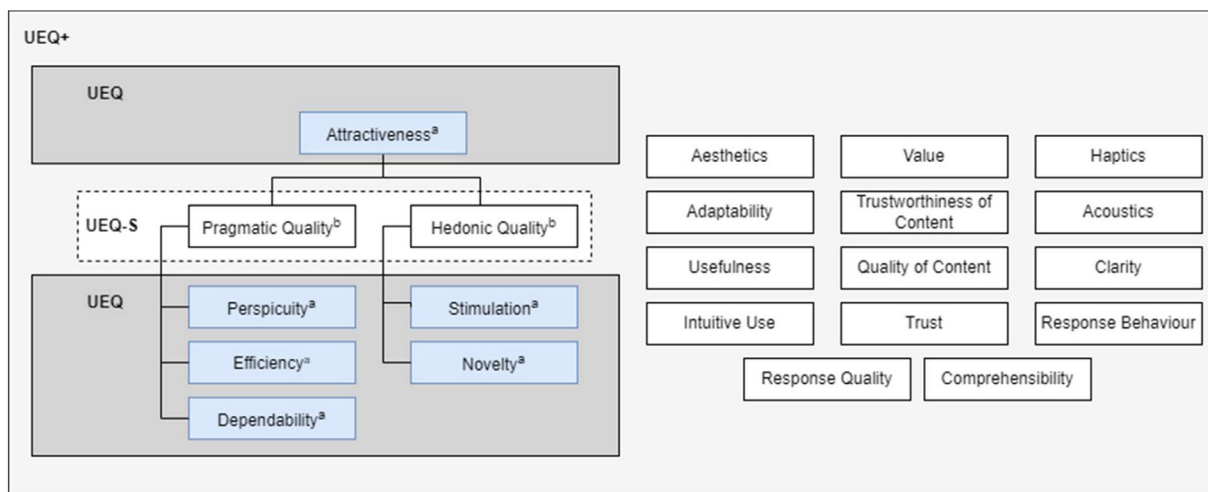 UEQ+
UEQ
Attractivenessᵃ
UEQ-S
Pragmatic Qualityᵇ
Hedonic Qualityᵇ
UEQ
Perspicuityᵃ
Stimulationᵃ
Efficiencyᵃ
Noveltyᵃ
Dependabilityᵃ
Aesthetics
Value
Haptics
Adaptability
Trustworthiness of
Content
Acoustics
Usefulness
Quality of Content
Clarity
Intuitive Use
Trust
Response Behaviour
Response Quality
Comprehensibility